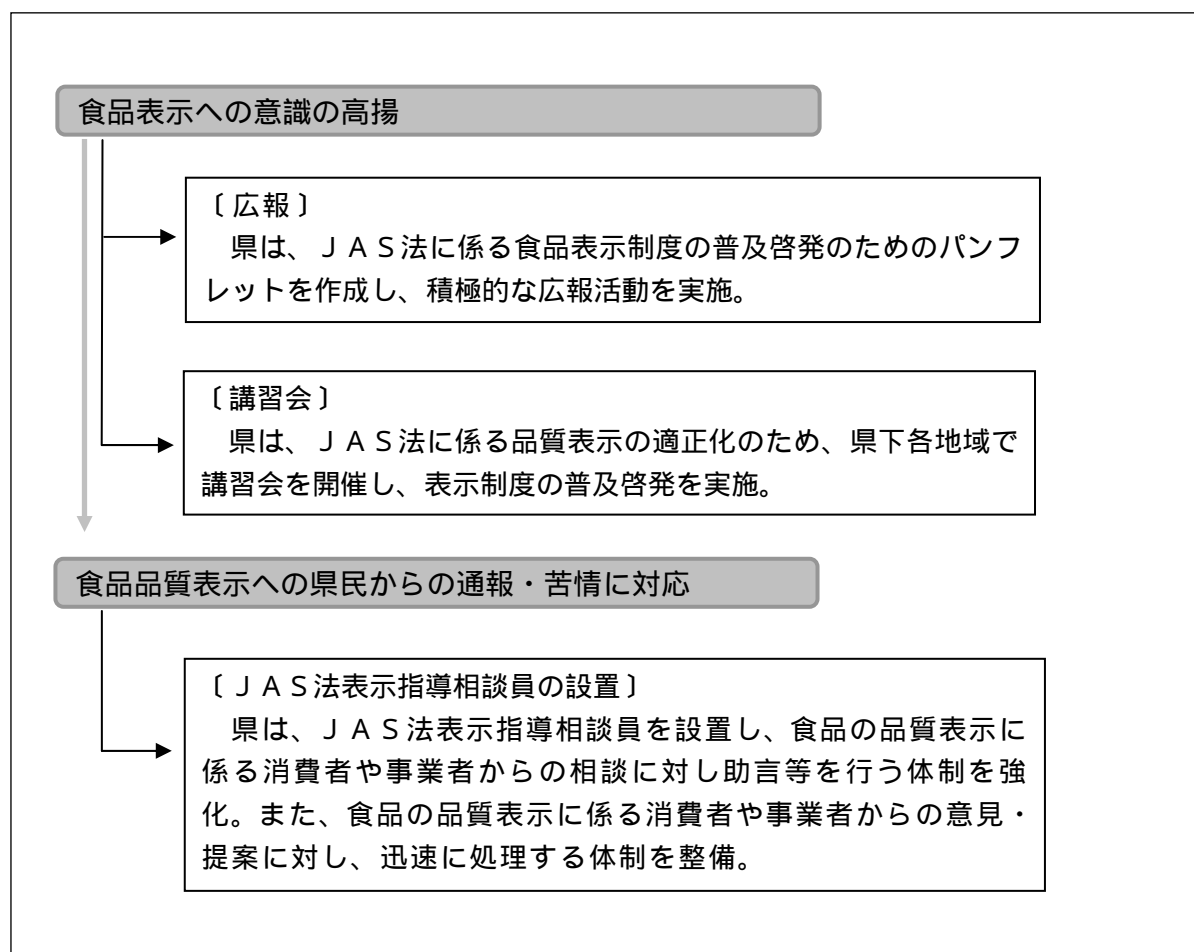 食品表示への意識の高揚
〔広報〕
県は、ＪＡＳ法に係る食品表示制度の普及啓発のためのパンフ
レットを作成し、積極的な広報活動を実施。
〔講習会〕
県は、ＪＡＳ法に係る品質表示の適正化のため、県下各地域で
講習会を開催し、表示制度の普及啓発を実施。
食品品質表示への県民からの通報・苦情に対応
〔ＪＡＳ法表示指導相談員の設置〕
県は、ＪＡＳ法表示指導相談員を設置し、食品の品質表示に
係る消費者や事業者からの相談に対し助言等を行う体制を強
化。また、食品の品質表示に係る消費者や事業者からの意見・
提案に対し、迅速に処理する体制を整備。